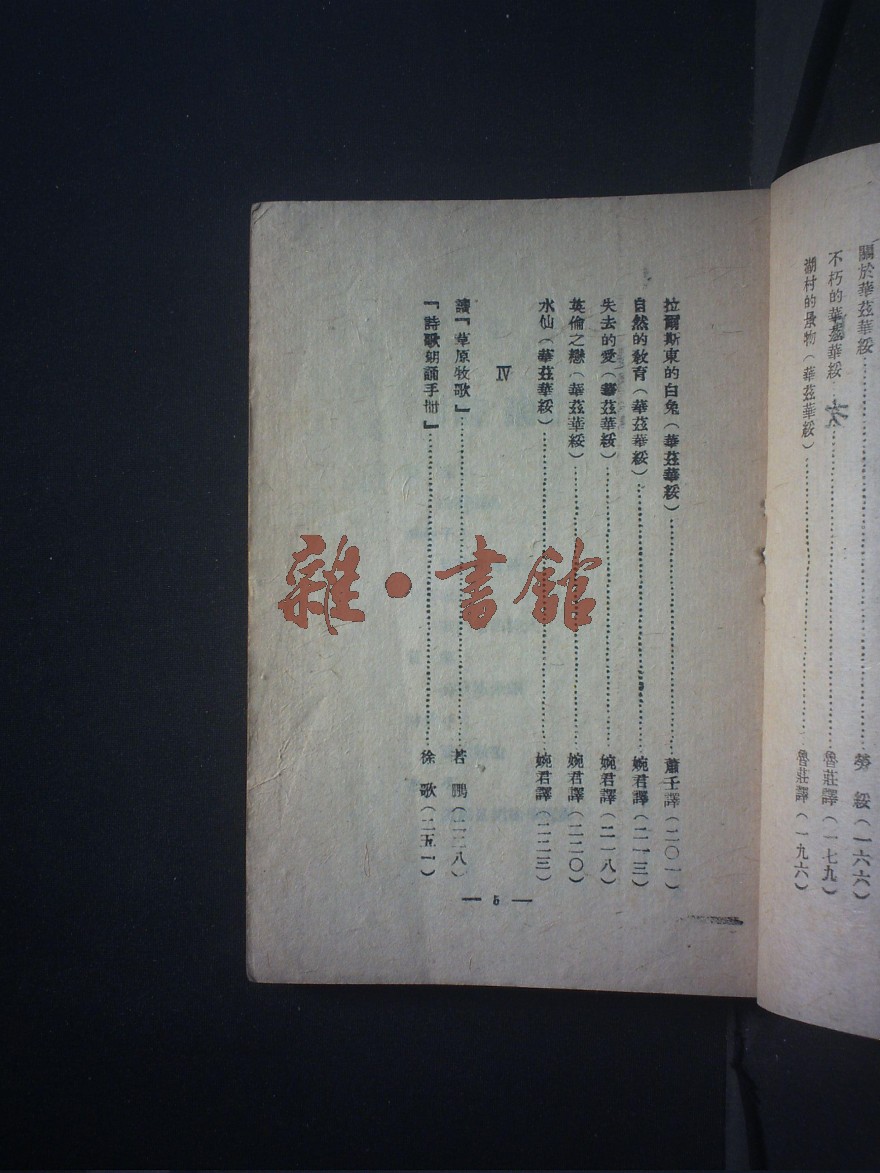 關於華茲華綏………勞 綏(一六六)
不朽的華茲華綏………魯莊譯(一七九)
湖村的景物(華茲華綏)………魯莊譯(一九六)
拉爾斯東的白兔(華茲華綏)………蕭壬譯(二〇一)
自然的教育(華茲華綏)………婉君譯(二一三)
失去的愛(華茲華綏)………婉君譯(二一八)
英倫之戀(華茲華綏)………婉君譯(二二〇)
水仙(華茲華綏)………婉君譯(二二三)
Ⅳ
讀『草原牧歌』………若 鵬(二二八)
『詩歌朗誦手冊』………徐 歌(二五一)
— 5 —
雜·書館